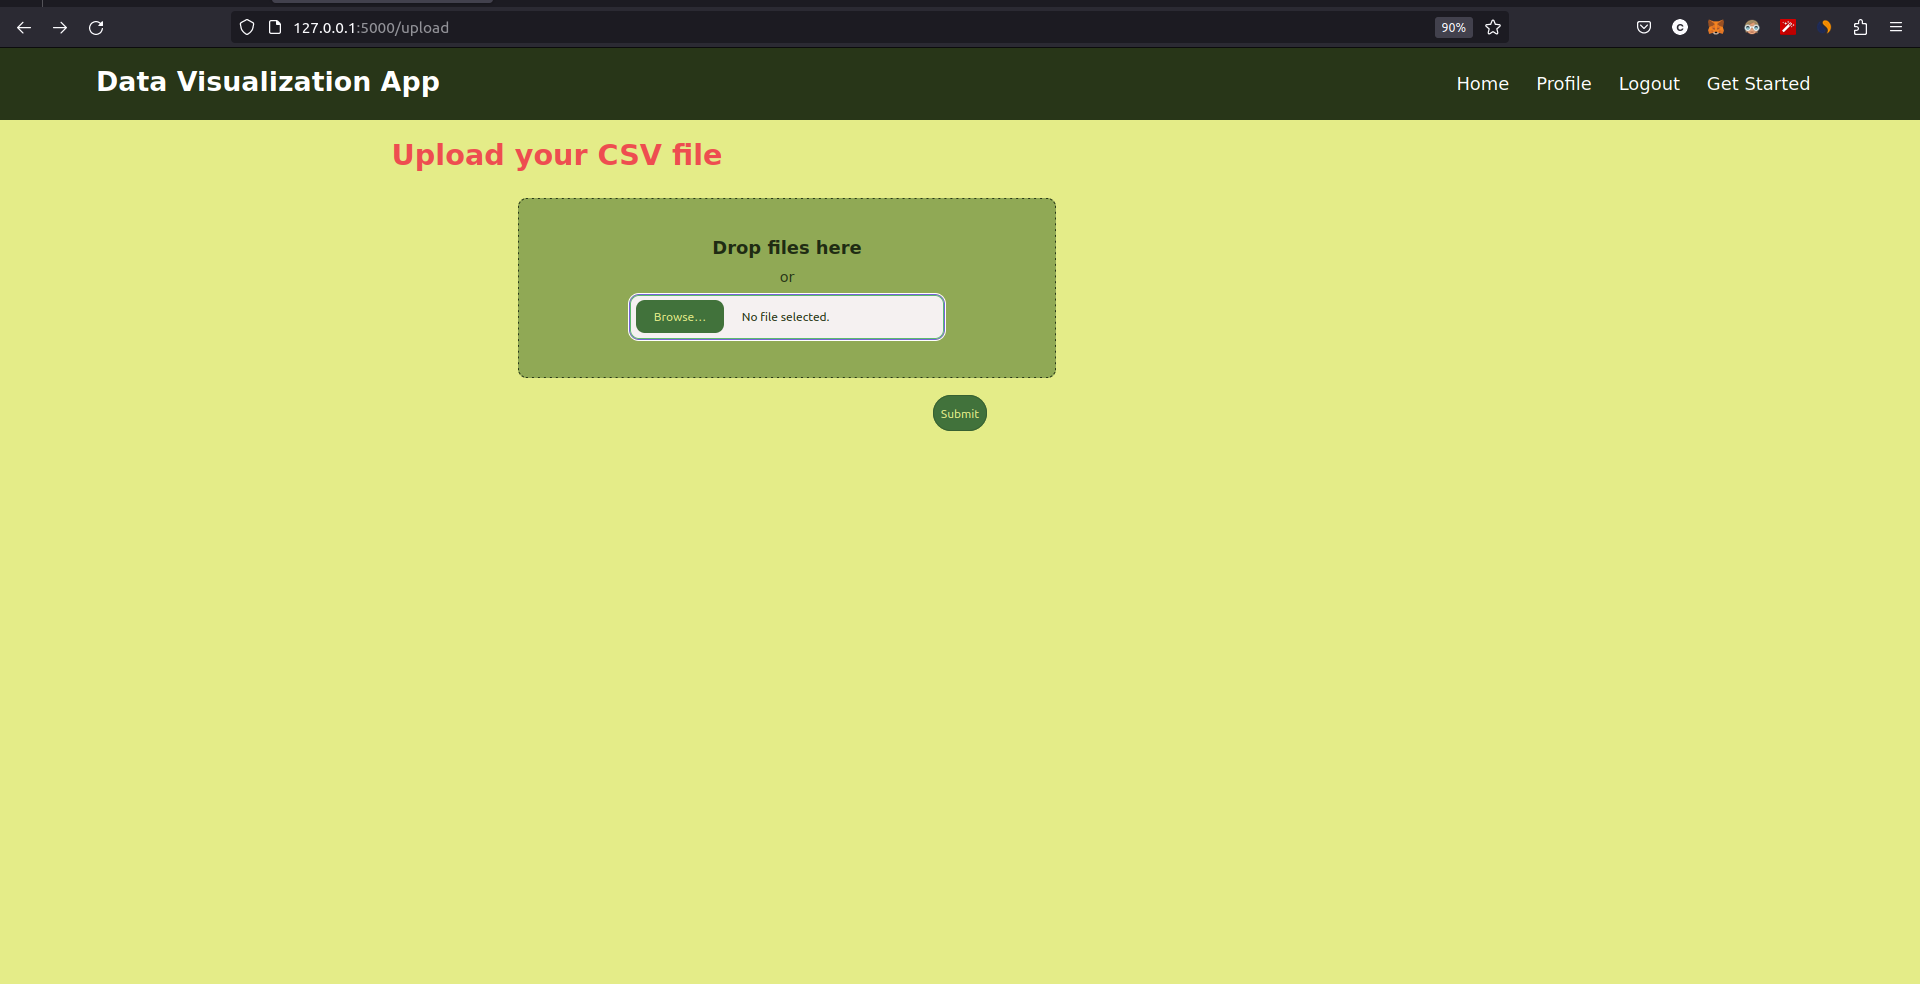 127.0.0.1:5000/upload 90%
Data Visualization App Home Profile Logout Get Started
Upload your CSV file
Drop files here
or
Browse... No file selected.
Submit